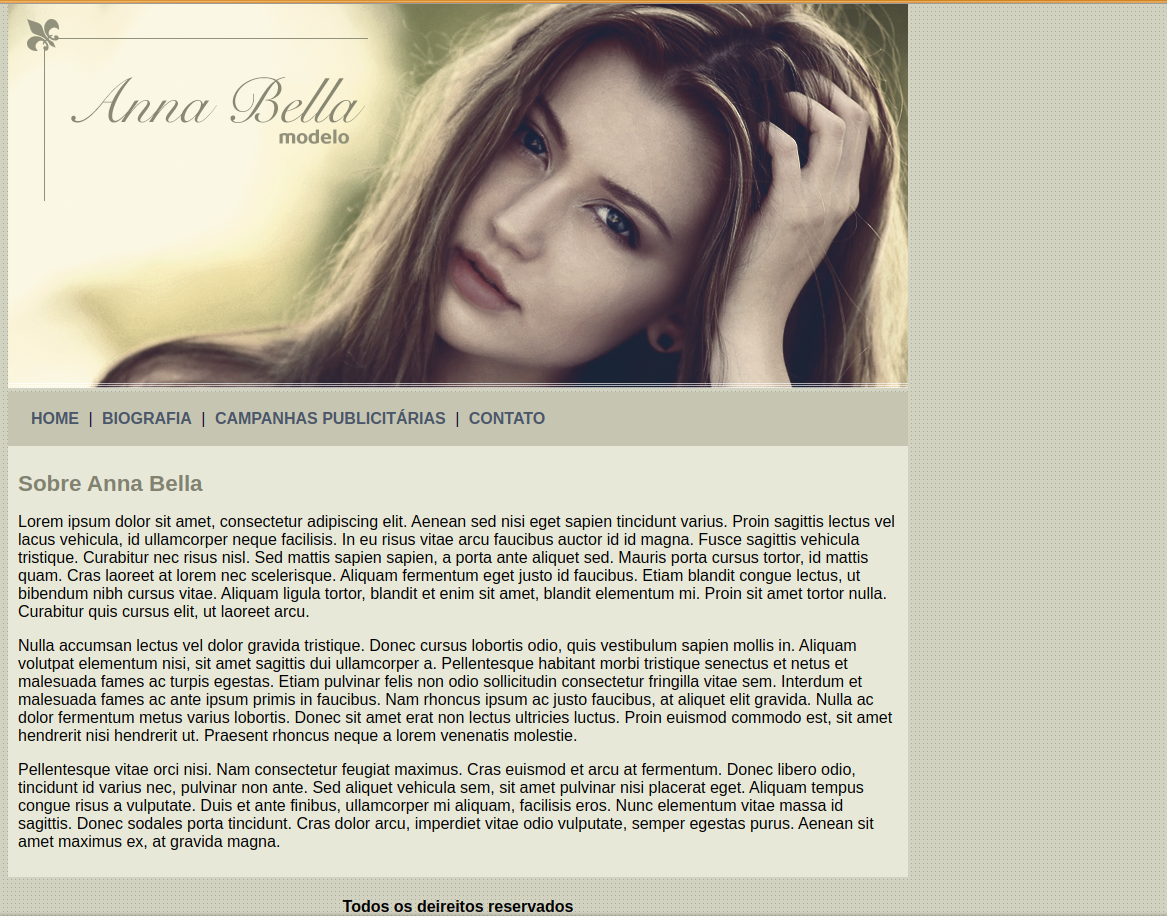 Anna Bella
modelo
HOME | BIOGRAFIA | CAMPANHAS PUBLICITÁRIAS | CONTATO
Sobre Anna Bella
Lorem ipsum dolor sit amet, consectetur adipiscing elit. Aenean sed nisi eget sapien tincidunt varius. Proin sagittis lectus vel
lacus vehicula, id ullamcorper neque facilisis. In eu risus vitae arcu faucibus auctor id id magna. Fusce sagittis vehicula
tristique. Curabitur nec risus nisl. Sed mattis sapien sapien, a porta ante aliquet sed. Mauris porta cursus tortor, id mattis
quam. Cras laoreet at lorem nec scelerisque. Aliquam fermentum eget justo id faucibus. Etiam blandit congue lectus, ut
bibendum nibh cursus vitae. Aliquam ligula tortor, blandit et enim sit amet, blandit elementum mi. Proin sit amet tortor nulla.
Curabitur quis cursus elit, ut laoreet arcu.
Nulla accumsan lectus vel dolor gravida tristique. Donec cursus lobortis odio, quis vestibulum sapien mollis in. Aliquam
volutpat elementum nisi, sit amet sagittis dui ullamcorper a. Pellentesque habitant morbi tristique senectus et netus et
malesuada fames ac turpis egestas. Etiam pulvinar felis non odio sollicitudin consectetur fringilla vitae sem. Interdum et
malesuada fames ac ante ipsum primis in faucibus. Nam rhoncus ipsum ac justo faucibus, at aliquet elit gravida. Nulla ac
dolor fermentum metus varius lobortis. Donec sit amet erat non lectus ultricies luctus. Proin euismod commodo est, sit amet
hendrerit nisi hendrerit ut. Praesent rhoncus neque a lorem venenatis molestie.
Pellentesque vitae orci nisi. Nam consectetur feugiat maximus. Cras euismod et arcu at fermentum. Donec libero odio,
tincidunt id varius nec, pulvinar non ante. Sed aliquet vehicula sem, sit amet pulvinar nisi placerat eget. Aliquam tempus
congue risus a vulputate. Duis et ante finibus, ullamcorper mi aliquam, facilisis eros. Nunc elementum vitae massa id
sagittis. Donec sodales porta tincidunt. Cras dolor arcu, imperdiet vitae odio vulputate, semper egestas purus. Aenean sit
amet maximus ex, at gravida magna.
Todos os deireitos reservados